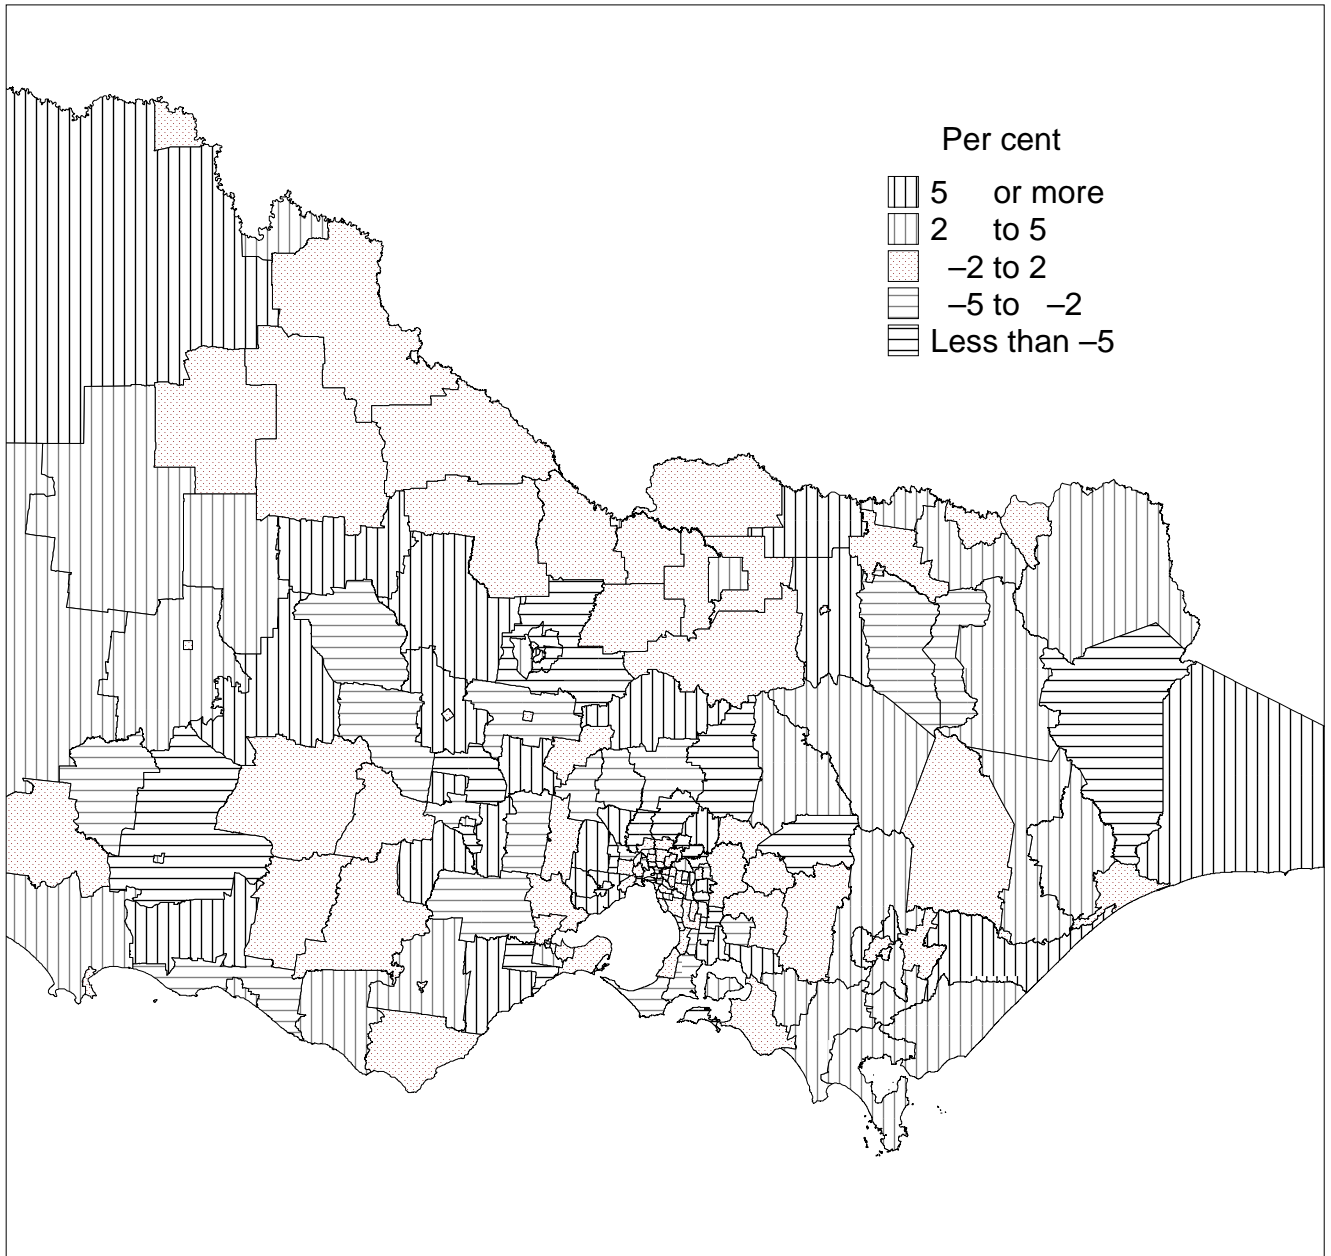 Per cent
5 or more
2 to 5
–2 to 2
–5 to –2
Less than –5